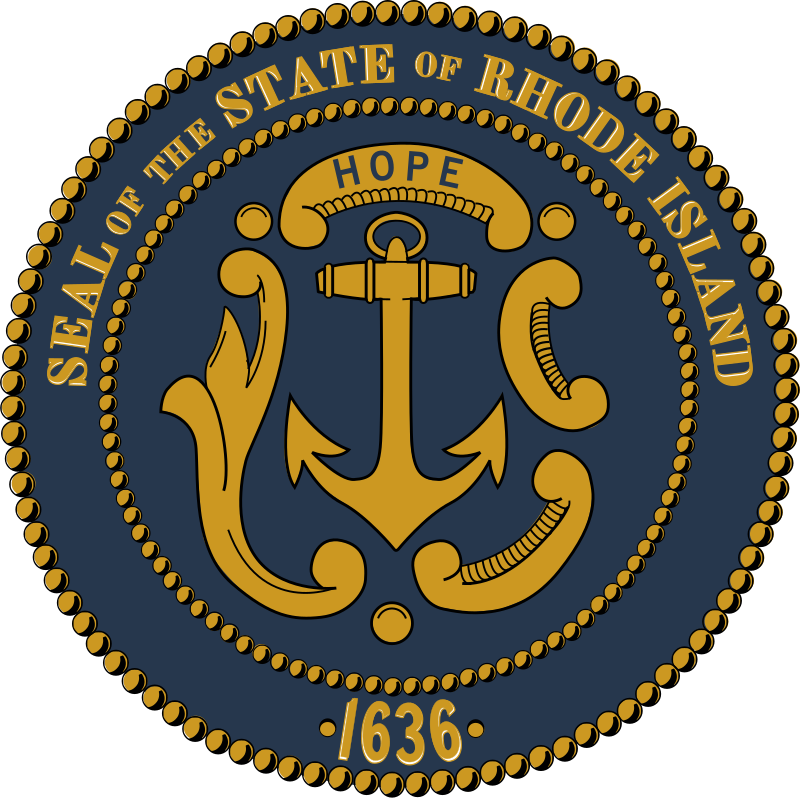 SEAL OF THE STATE OF RHODE ISLAND
HOPE
·1636·